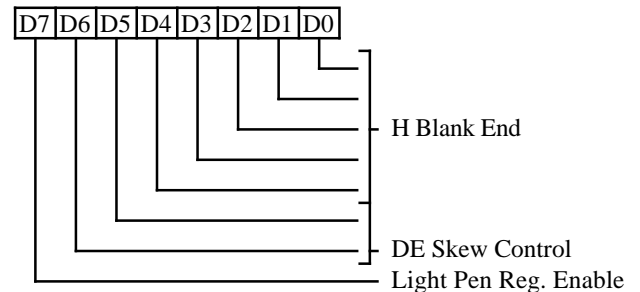 D7 D6 D5 D4 D3 D2 D1 D0
H Blank End
DE Skew Control
Light Pen Reg. Enable